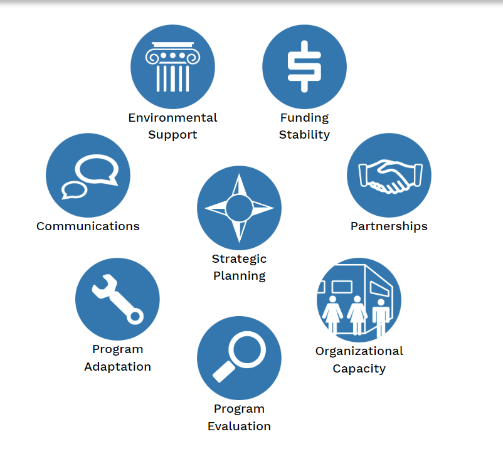 Environmental
Support
Funding
Stability
Communications
Partnerships
Strategic
Planning
Program
Adaptation
Organizational
Capacity
Program
Evaluation